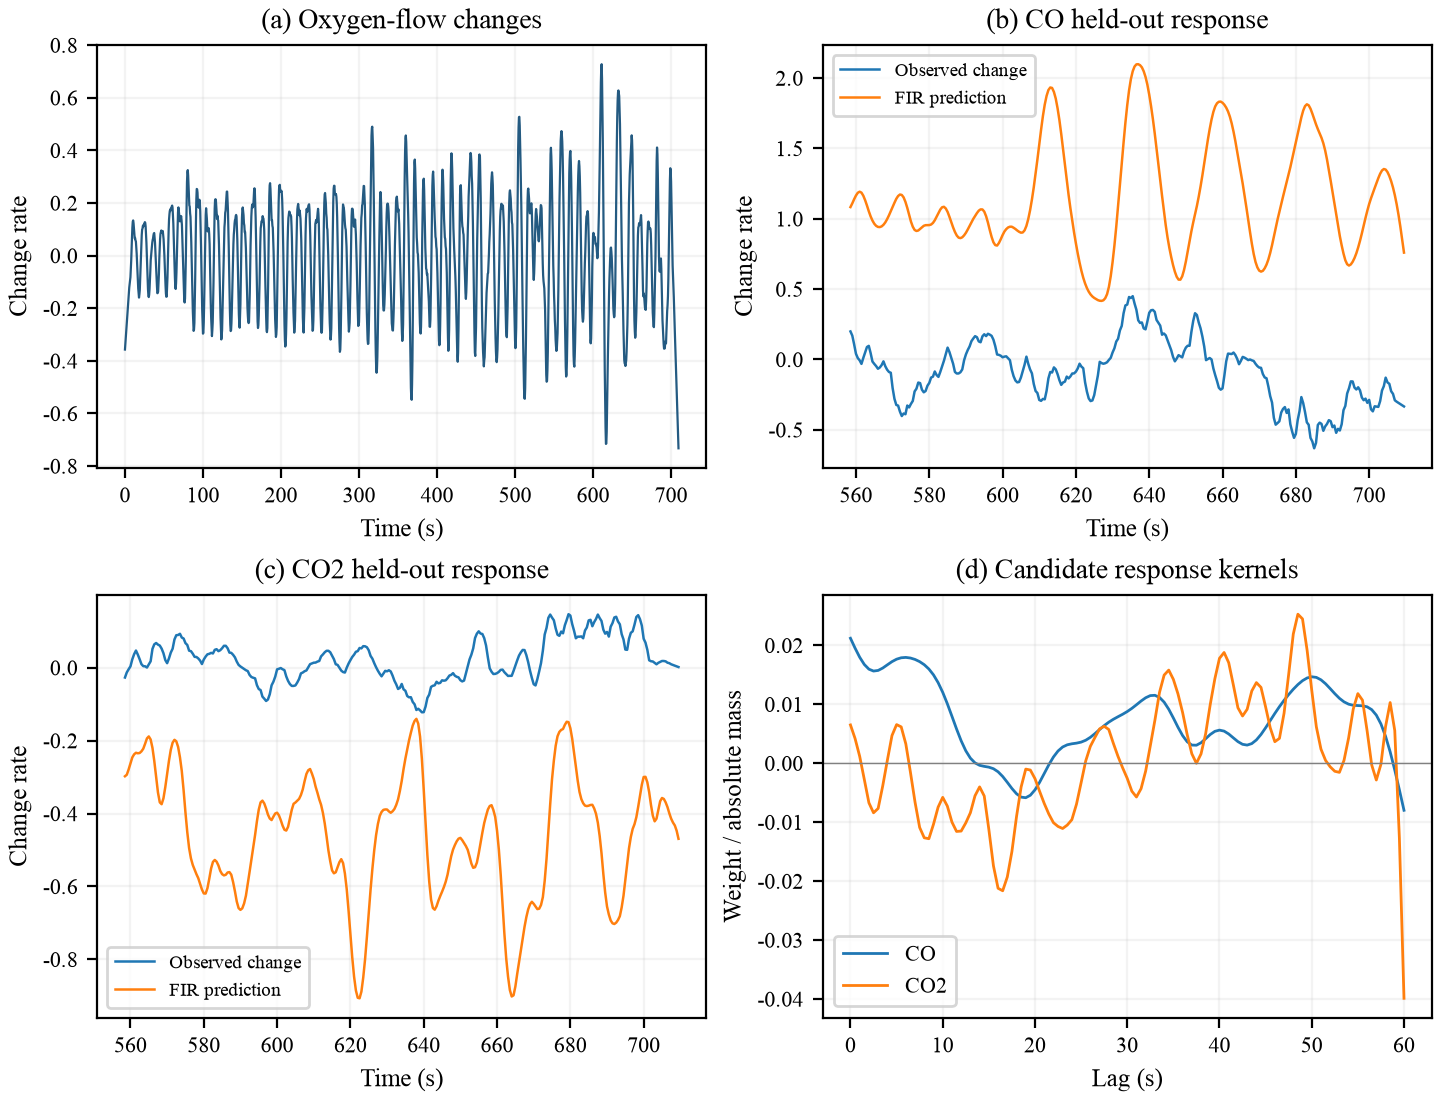 (a) Oxygen-flow changes
Change rate
0.8
0.6
0.4
0.2
0.0
-0.2
-0.4
-0.6
-0.8
0 100 200 300 400 500 600 700
Time (s)
(b) CO held-out response
Change rate
Observed change
FIR prediction
2.0
1.5
1.0
0.5
0.0
-0.5
560 580 600 620 640 660 680 700
Time (s)
(c) CO2 held-out response
Change rate
0.0
-0.2
-0.4
-0.6
-0.8
Observed change
FIR prediction
560 580 600 620 640 660 680 700
Time (s)
(d) Candidate response kernels
Weight / absolute mass
0.02
0.01
0.00
-0.01
-0.02
-0.03
-0.04
CO
CO2
0 10 20 30 40 50 60
Lag (s)